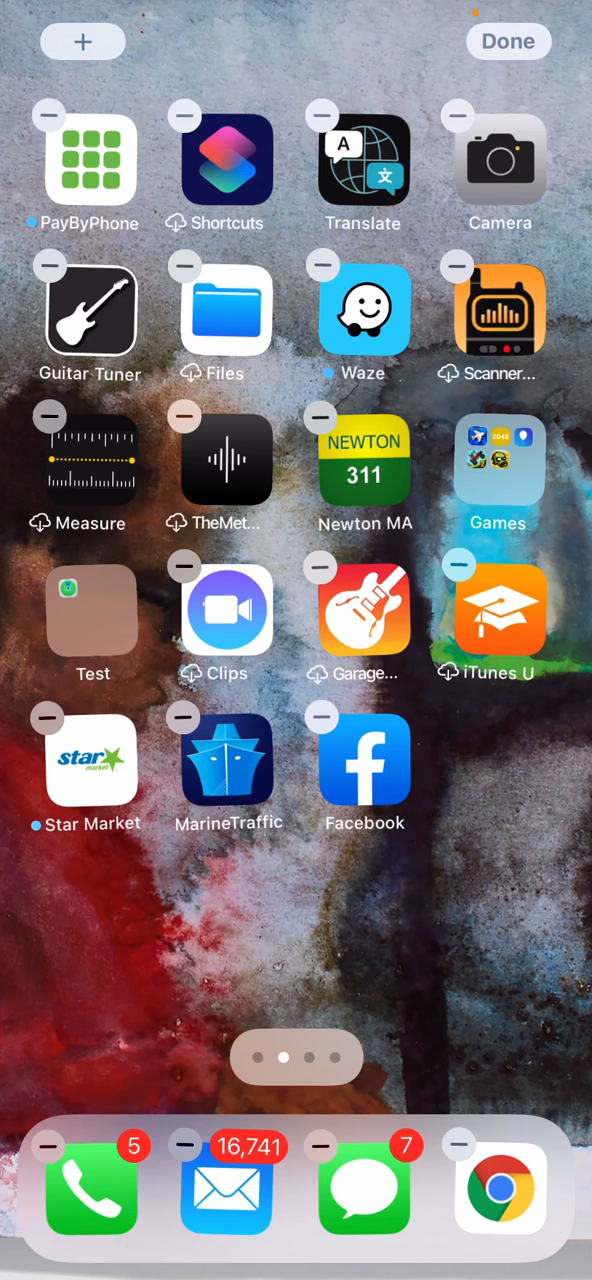 + Done
PayByPhone Shortcuts Translate Camera
A 文
Guitar Tuner Files Waze Scanner...
NEWTON
311
2048
Measure TheMet... Newton MA Games
Test Clips Garage... iTunes U
star
market
Star Market MarineTraffic Facebook
5 16,741 7